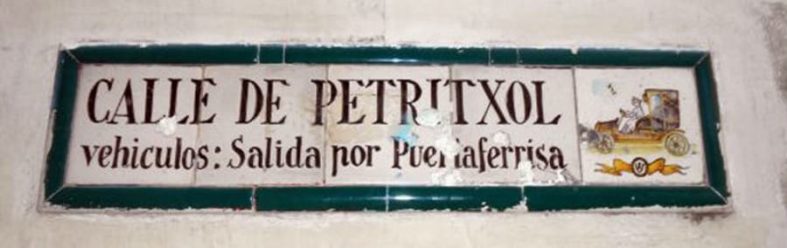 CALLE DE PETRITXOL
vehiculos: Salida por Puertaferrisa